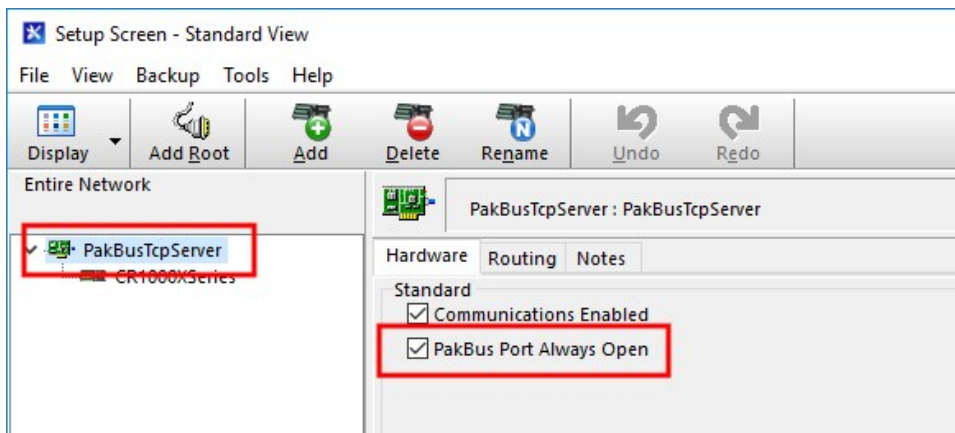 Setup Screen - Standard View
File View Backup Tools Help
Display Add Root Add Delete Rename Undo Redo
Entire Network
PakBusTcpServer : PakBusTcpServer
PakBusTcpServer
CR1000XSeries
Hardware Routing Notes
Standard
Communications Enabled
PakBus Port Always Open